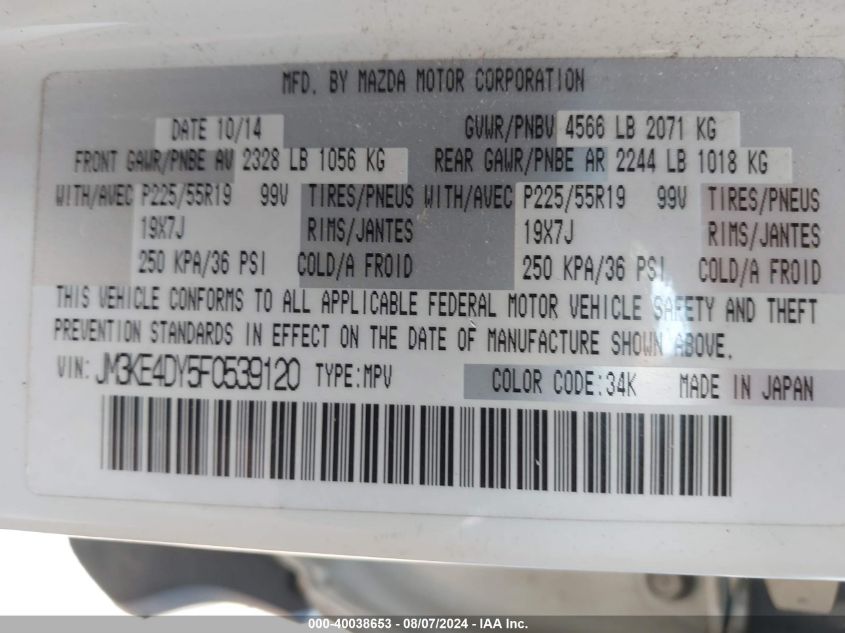 MFD. BY MAZDA MOTOR CORPORATION
DATE 10/14 GVWR/PNBV 4566 LB 2071 KG
FRONT GAWR/PNBE AV 2328 LB 1056 KG REAR GAWR/PNBE AR 2244 LB 1018 KG
WITH/AVEC P225/55R19 99V TIRES/PNEUS WITH/AVEC P225/55R19 99V TIRES/PNEUS
19X7J RIMS/JANTES 19X7J RIMS/JANTES
250 KPA/36 PSI COLD/A FROID 250 KPA/36 PSI COLD/A FROID
THIS VEHICLE CONFORMS TO ALL APPLICABLE FEDERAL MOTOR VEHICLE SAFETY AND THEFT
PREVENTION STANDARDS IN EFFECT ON THE DATE OF MANUFACTURE SHOWN ABOVE.
VIN: JM3KE4DY5F0539120 TYPE:MPV COLOR CODE:34K MADE IN JAPAN
000-40038653 - 08/07/2024 - IAA Inc.